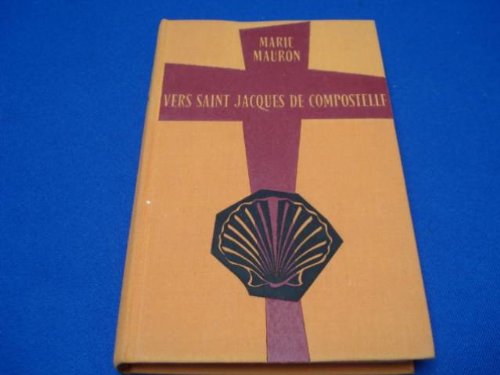 MARIE
MAURON
VERS SAINT JACQUES DE COMPOSTELLE